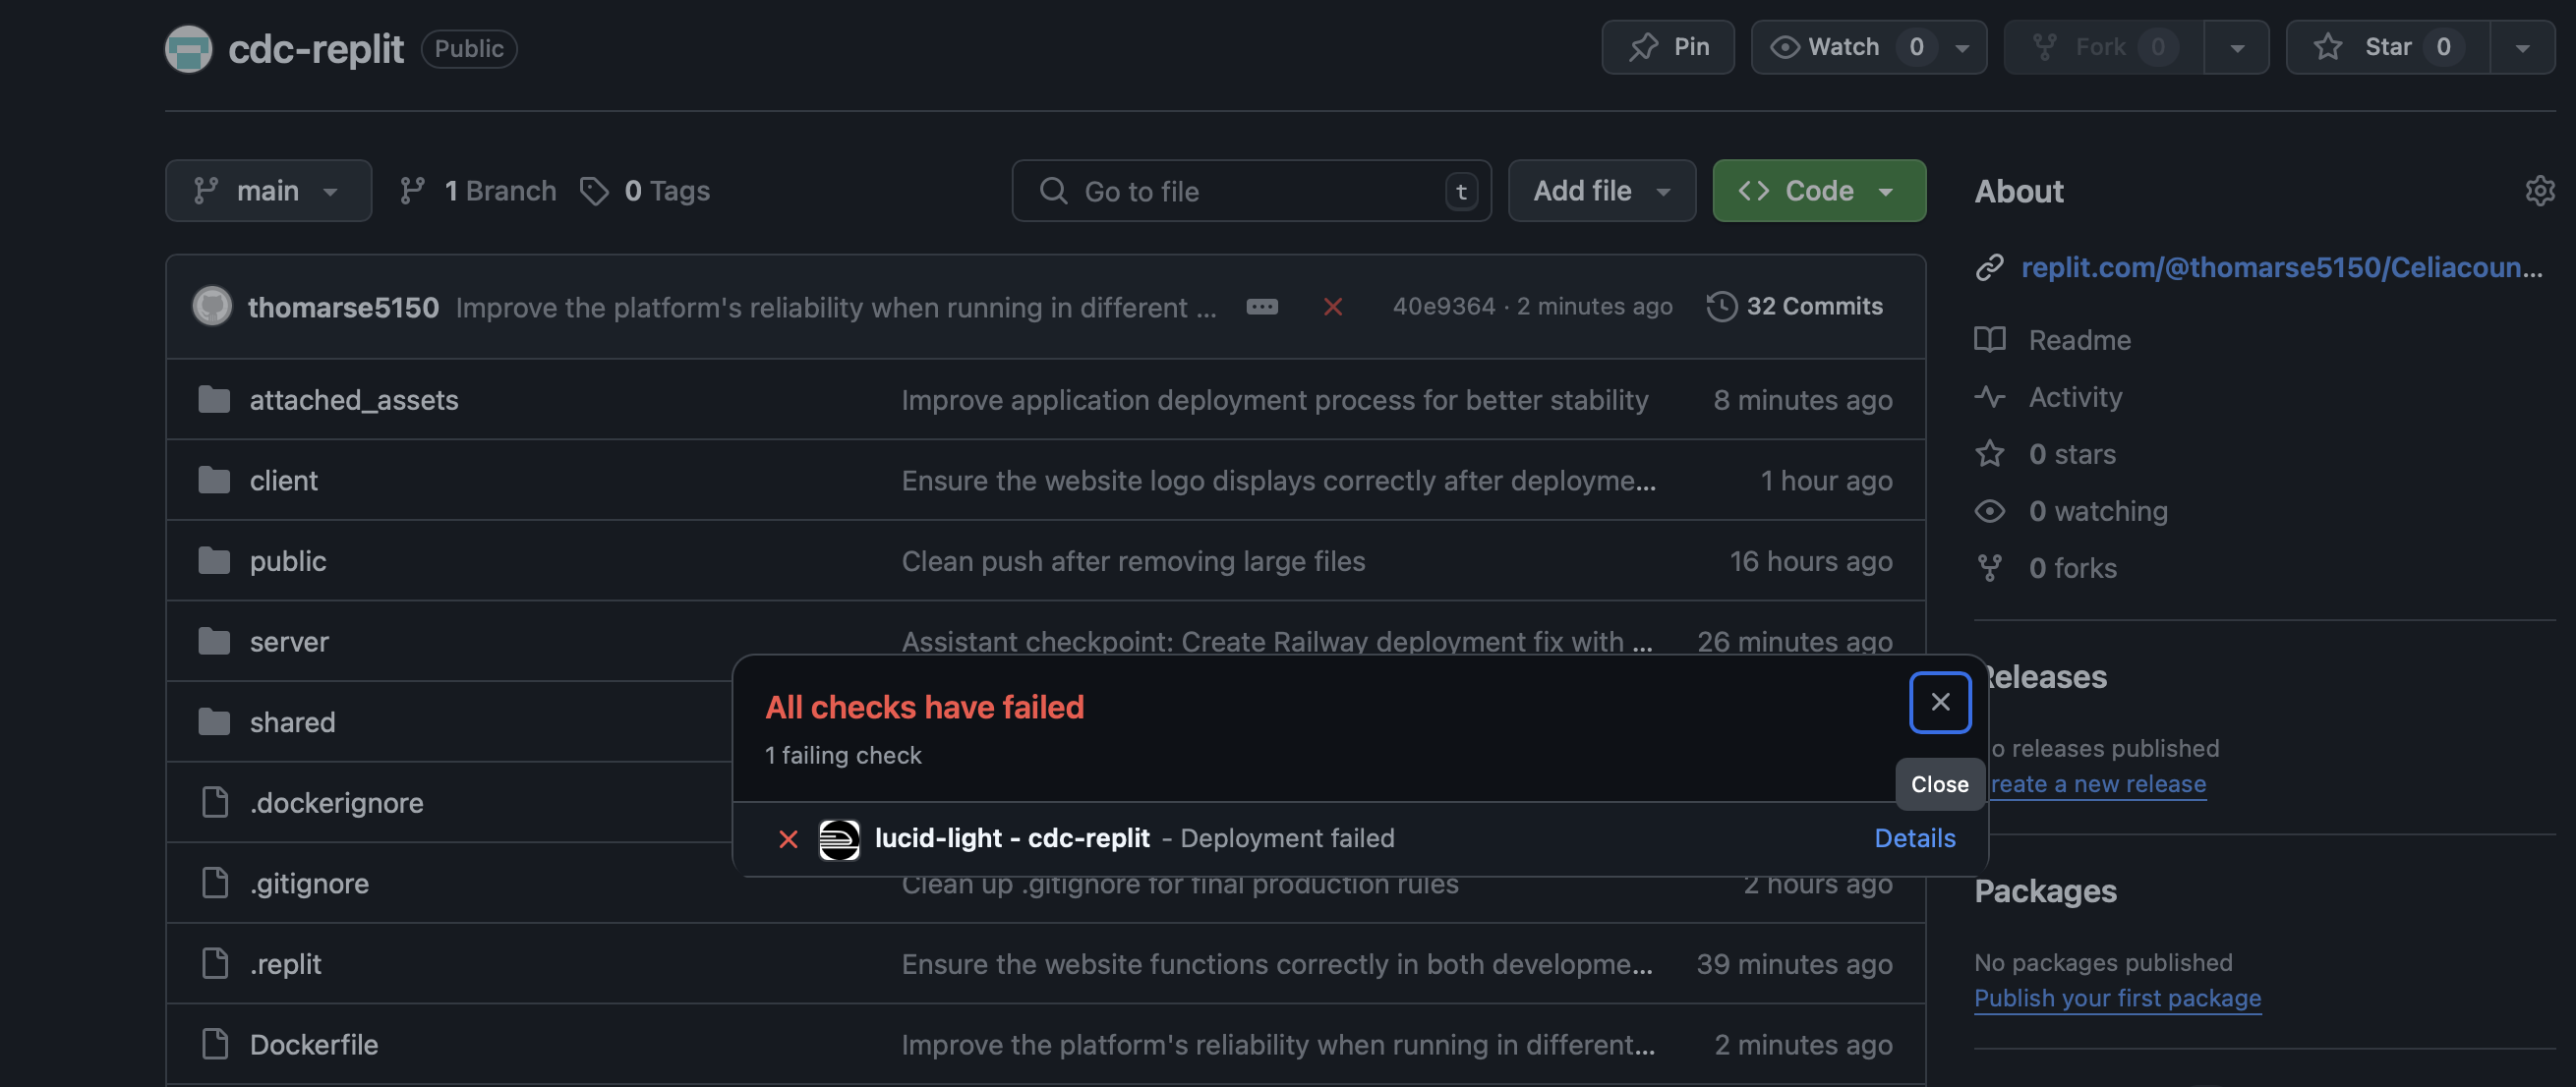 cdc-replit Public Pin Watch 0 Fork 0 Star 0
main 1 Branch 0 Tags Go to file t Add file <> Code
thomarse5150 Improve the platform's reliability when running in different ... 40e9364 · 2 minutes ago 32 Commits
attached_assets Improve application deployment process for better stability 8 minutes ago
client Ensure the website logo displays correctly after deployme... 1 hour ago
public Clean push after removing large files 16 hours ago
server Assistant checkpoint: Create Railway deployment fix with ... 26 minutes ago
shared
.dockerignore
.gitignore Clean up .gitignore for final production rules 2 hours ago
.replit Ensure the website functions correctly in both developme... 39 minutes ago
Dockerfile Improve the platform's reliability when running in different... 2 minutes ago
All checks have failed
1 failing check
Close
lucid-light - cdc-replit - Deployment failed Details
About
replit.com/@thomarse5150/Celiacoun...
Readme
Activity
0 stars
0 watching
0 forks
Releases
o releases published
reate a new release
Packages
No packages published
Publish your first package